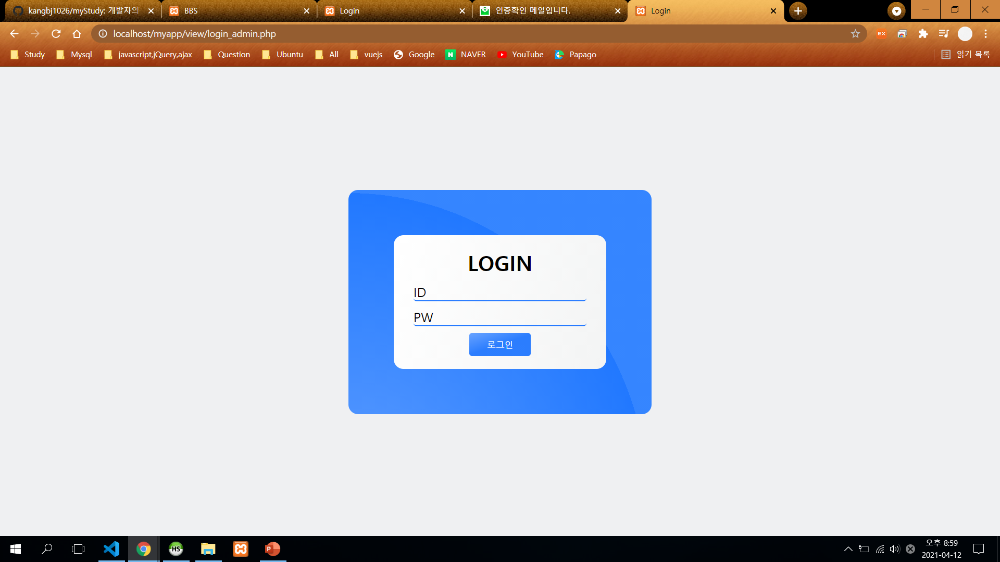 kangbj1026/myStudy: 개발자의
BBS
Login
인증확인 메일입니다.
Login
localhost/myapp/view/login_admin.php
EX
Study
Mysql
javascript,jQuery,ajax
Question
Ubuntu
All
vuejs
Google
N
NAVER
YouTube
Papago
읽기 목록
LOGIN
ID
PW
로그인
HS
P
오후 8:59
2021-04-12